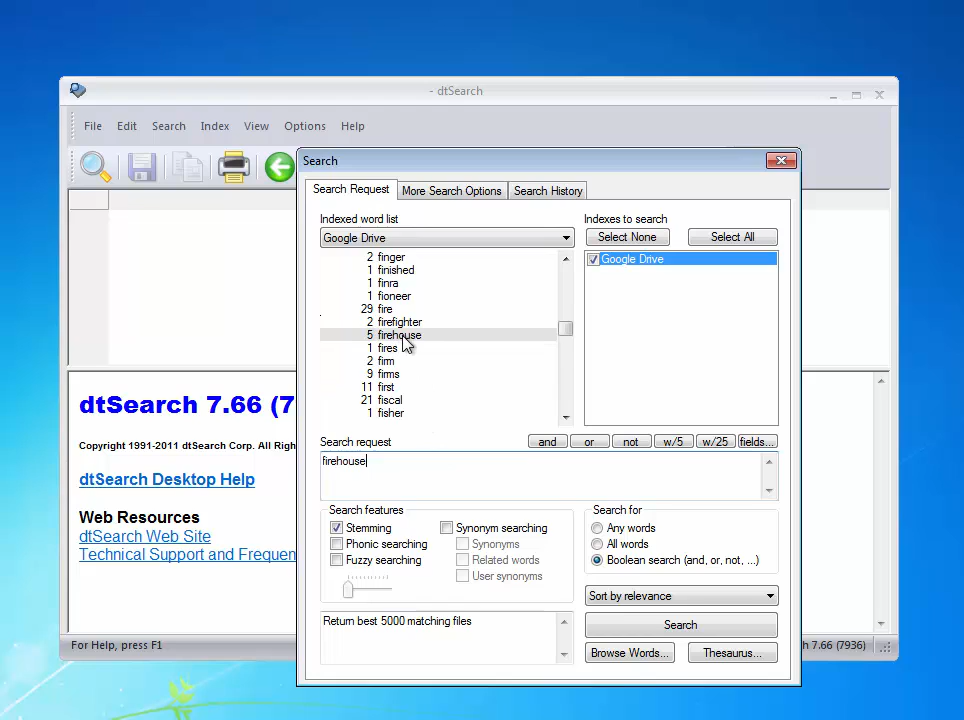 - dtSearch
File Edit Search Index View Options Help
Search
Search Request More Search Options Search History
Indexed word list
Google Drive
2 finger
1 finished
1 finra
1 fioneer
29 fire
2 firefighter
5 firehouse
1 fires
2 firm
9 firms
11 first
21 fiscal
1 fisher
Indexes to search
Select None Select All
Google Drive
Search request
and or not w/5 w/25 fields...
firehouse
Search features
Stemming
Phonic searching
Fuzzy searching
Synonym searching
Synonyms
Related words
User synonyms
Search for
Any words
All words
Boolean search (and, or, not, ...)
Sort by relevance
Return best 5000 matching files
Search
Browse Words... Thesaurus...
dtSearch 7.66 (7
Copyright 1991-2011 dtSearch Corp. All Righ
dtSearch Desktop Help
Web Resources
dtSearch Web Site
Technical Support and Frequen
For Help, press F1
h 7.66 (7936)